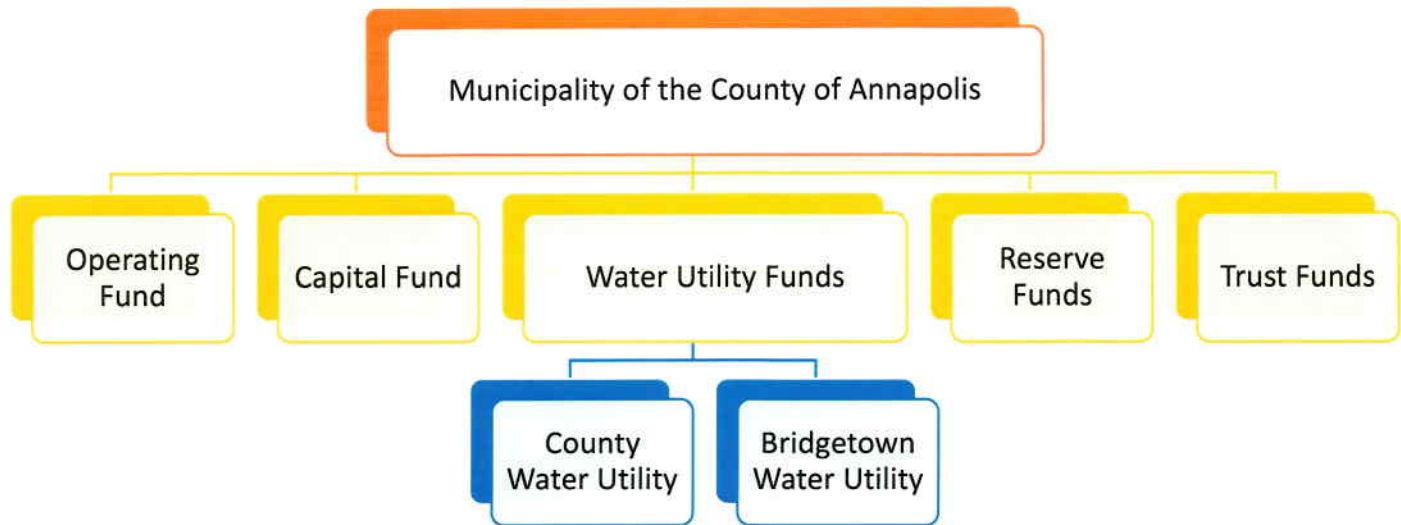 Municipality of the County of Annapolis
Operating
Fund
Capital Fund
Water Utility Funds
Reserve
Funds
Trust Funds
County
Water Utility
Bridgetown
Water Utility